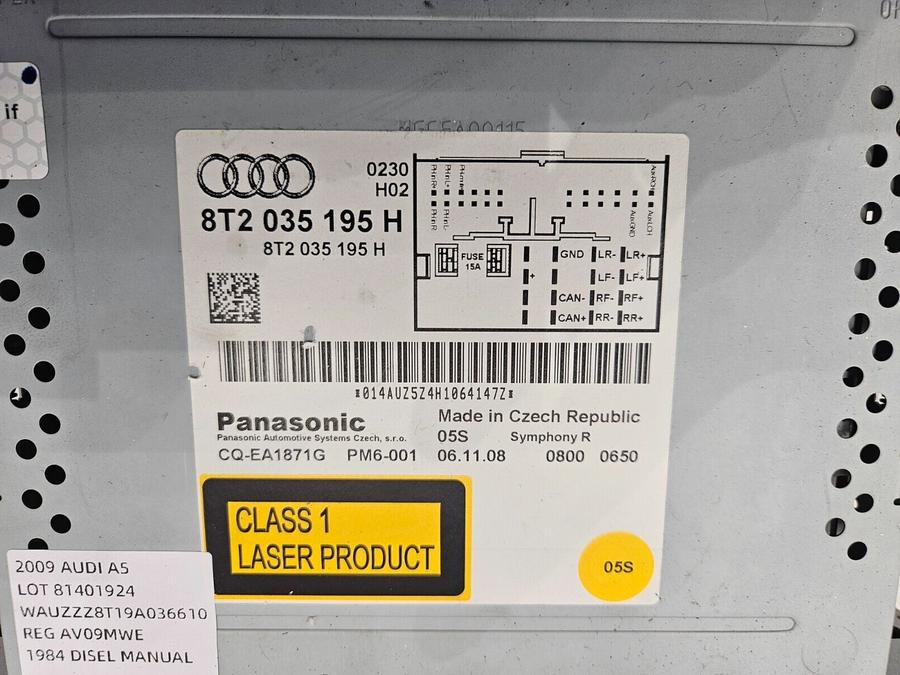 if
0230
H02
8T2 035 195 H
8T2 035 195 H
FUSE
15A
+
GND LR- LR+
LF- LF+
CAN- RF- RF+
CAN+ RR- RR+
AuxGND
AuxLCH
*014AUZ5Z4H1064147Z*
Panasonic
Made in Czech Republic
Panasonic Automotive Systems Czech, s.r.o.
05S Symphony R
CQ-EA1871G PM6-001 06.11.08 0800 0650
CLASS 1
LASER PRODUCT
05S
2009 AUDI A5
LOT 81401924
WAUZZZ8T19A036610
REG AV09MWE
1984 DISEL MANUAL